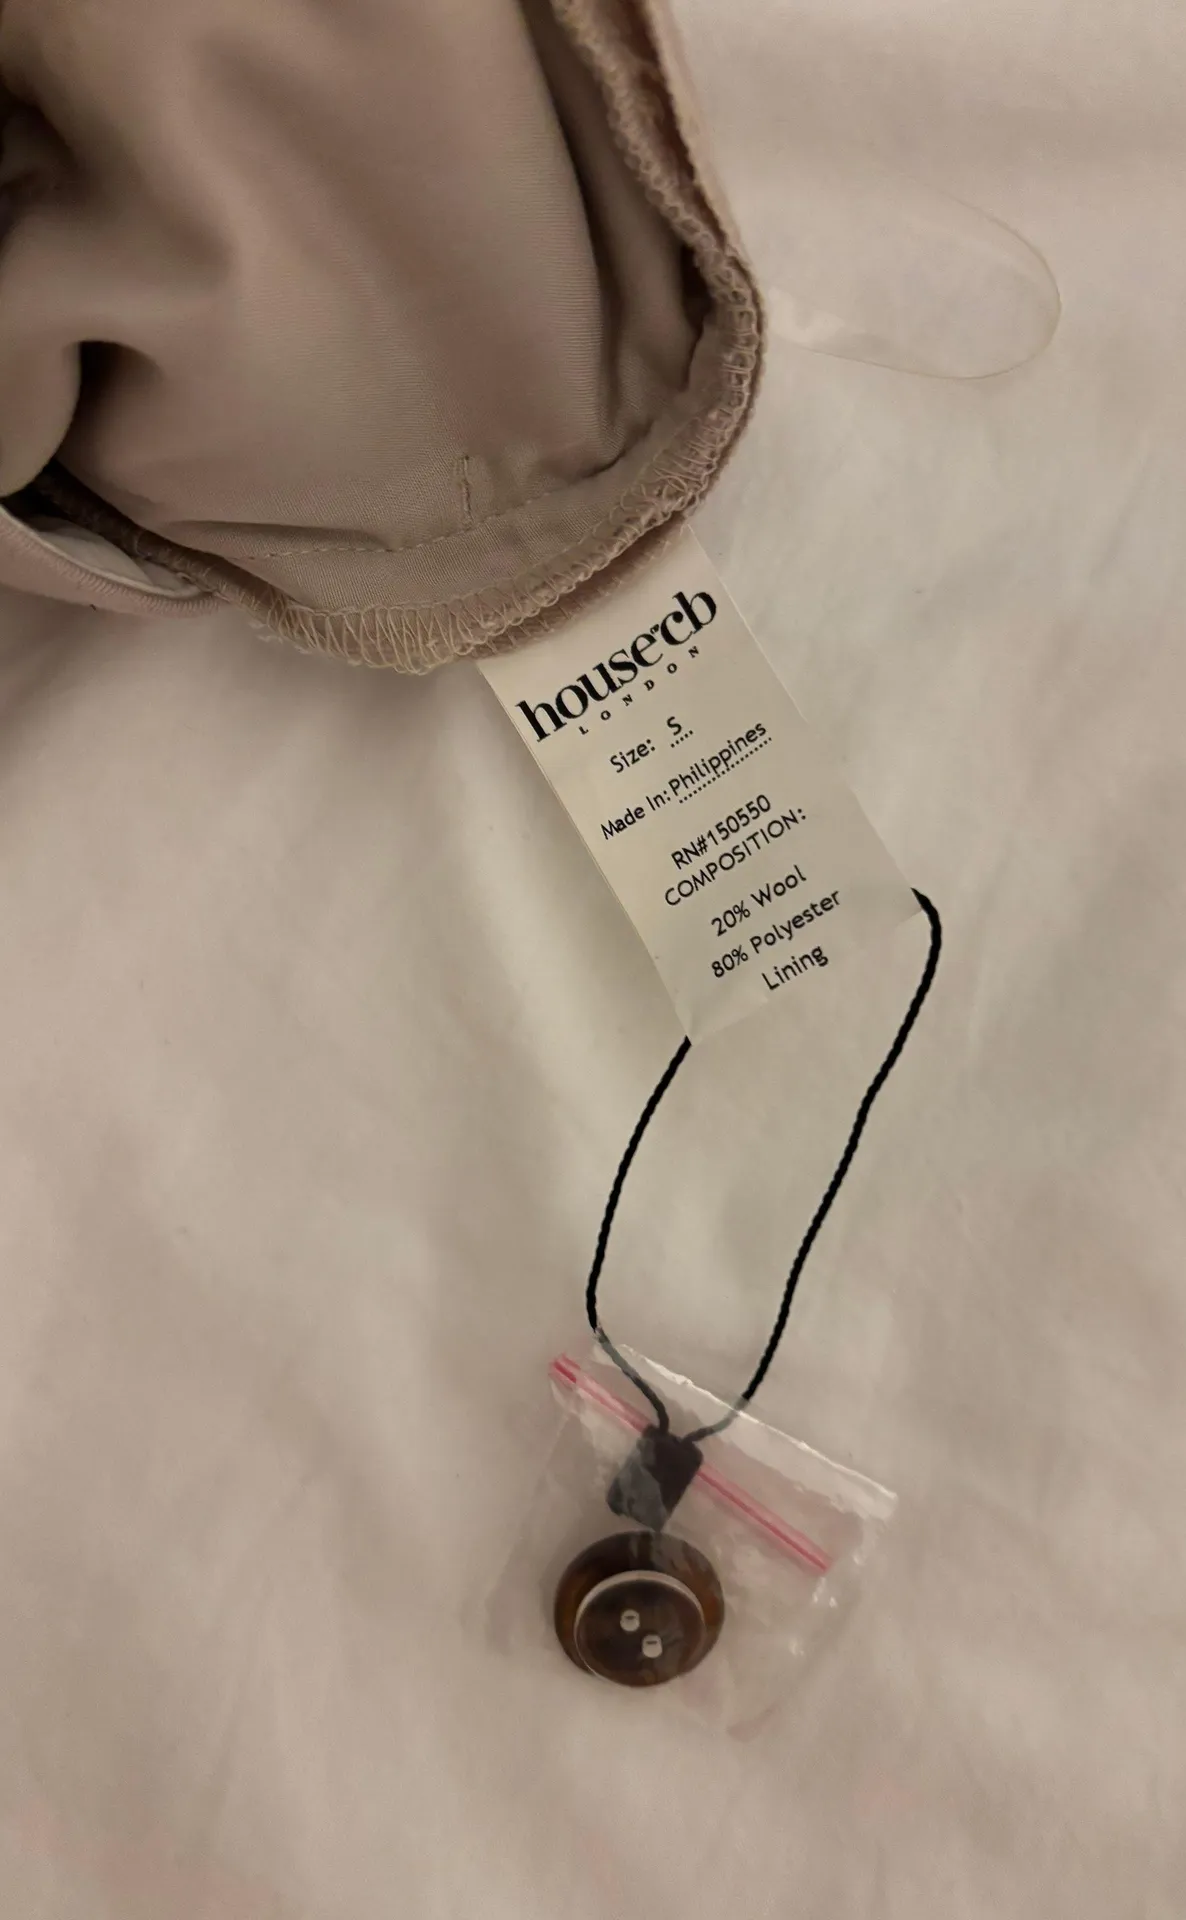 house of cb
LONDON
Size: S
Made In: Philippines
RN#150550
COMPOSITION:
20% Wool
80% Polyester
Lining